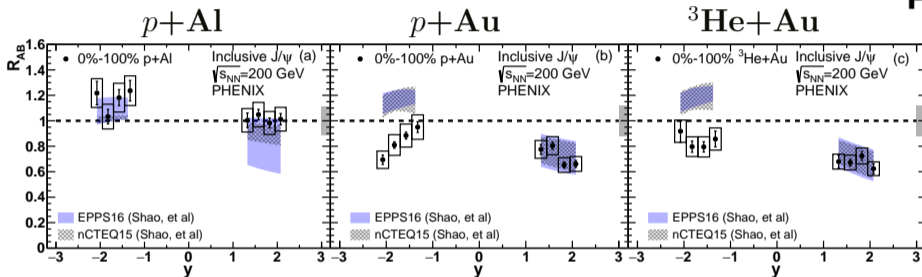 p+Al
p+Au
³He+Au
R_AB
1.6
1.4
1.2
1
0.8
0.6
0.4
0.2
0
0%-100% p+Al
Inclusive J/ψ (a)
√s_NN=200 GeV
PHENIX
EPPS16 (Shao, et al)
nCTEQ15 (Shao, et al)
−3 −2 −1 0 1 2 3
y
0%-100% p+Au
Inclusive J/ψ (b)
√s_NN=200 GeV
PHENIX
EPPS16 (Shao, et al)
nCTEQ15 (Shao, et al)
−2 −1 0 1 2 3
y
0%-100% ³He+Au
Inclusive J/ψ (c)
√s_NN=200 GeV
PHENIX
EPPS16 (Shao, et al)
nCTEQ15 (Shao, et al)
−3 −2 −1 0 1 2 3
y